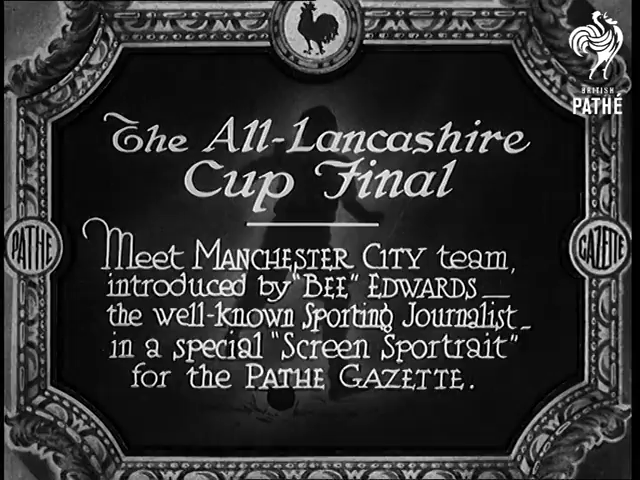 BRITISH
PATHÉ
The All-Lancashire
Cup Final
PATHE
GAZETTE
Meet MANCHESTER CITY team,
introduced by "BEE" EDWARDS —
the well-known Sporting Journalist –
in a special "Screen Sportrait"
for the PATHE GAZETTE.